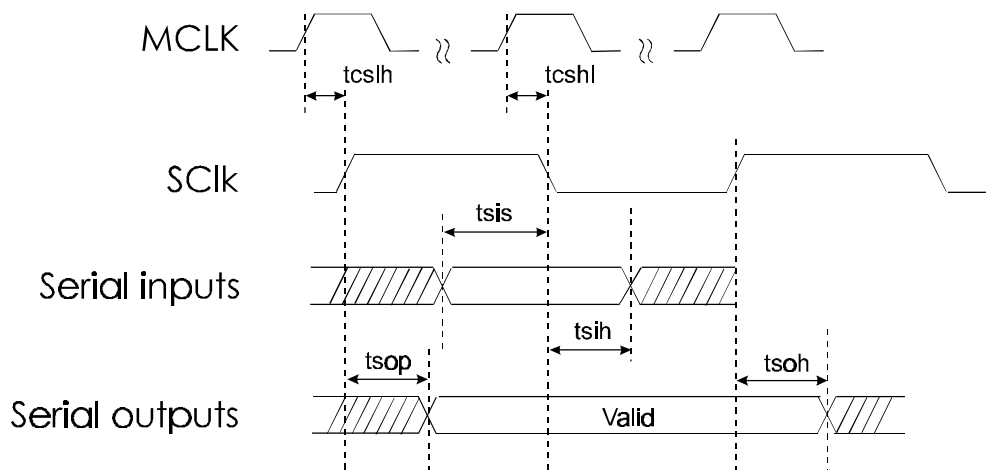 MCLK
tcslh
tcshl
SClk
tsis
Serial inputs
tsih
tsop
tsoh
Serial outputs
Valid